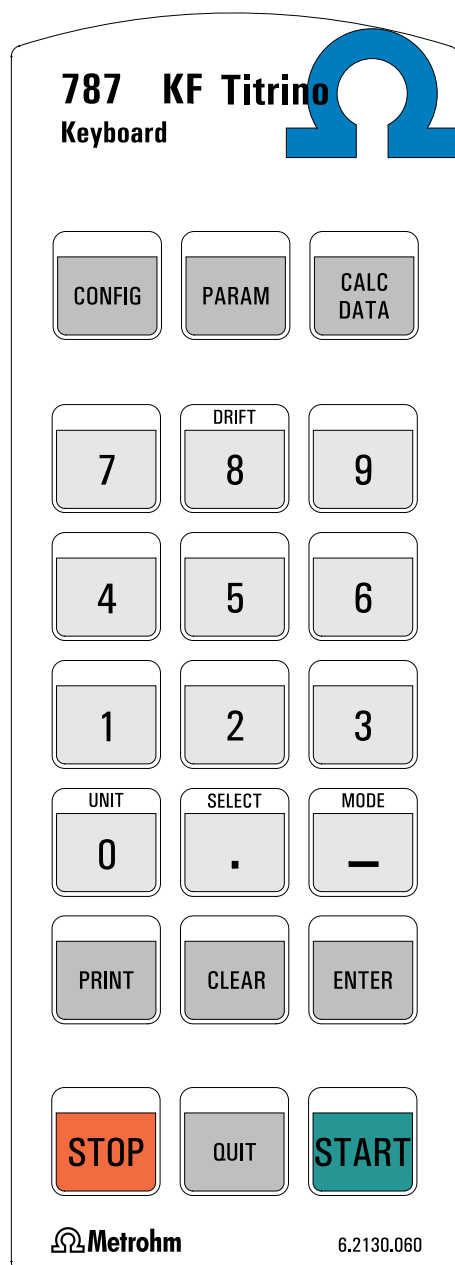 787 KF Titrino
Keyboard
CONFIG PARAM CALC DATA
DRIFT
7 8 9
4 5 6
1 2 3
UNIT SELECT MODE
0 . –
PRINT CLEAR ENTER
STOP QUIT START
Metrohm 6.2130.060